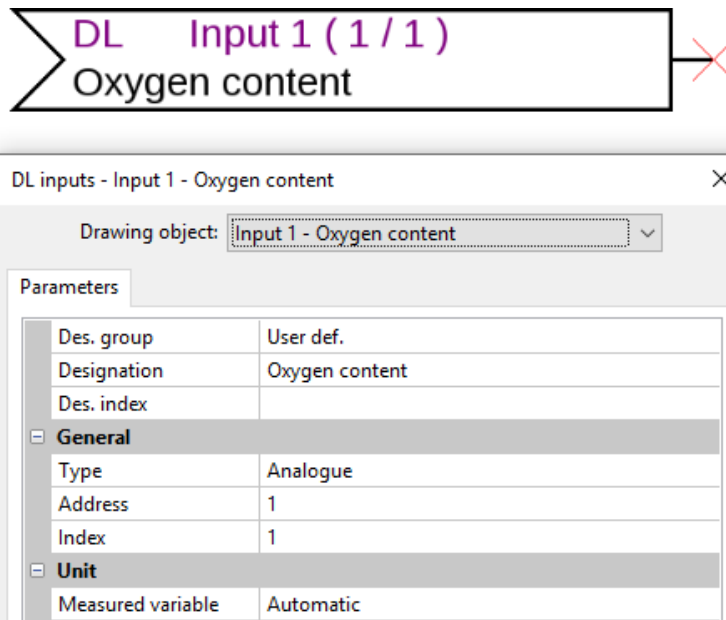 DL Input 1 ( 1 / 1 )
Oxygen content
DL inputs - Input 1 - Oxygen content
Drawing object: Input 1 - Oxygen content
Parameters
Des. group User def.
Designation Oxygen content
Des. index
General
Type Analogue
Address 1
Index 1
Unit
Measured variable Automatic